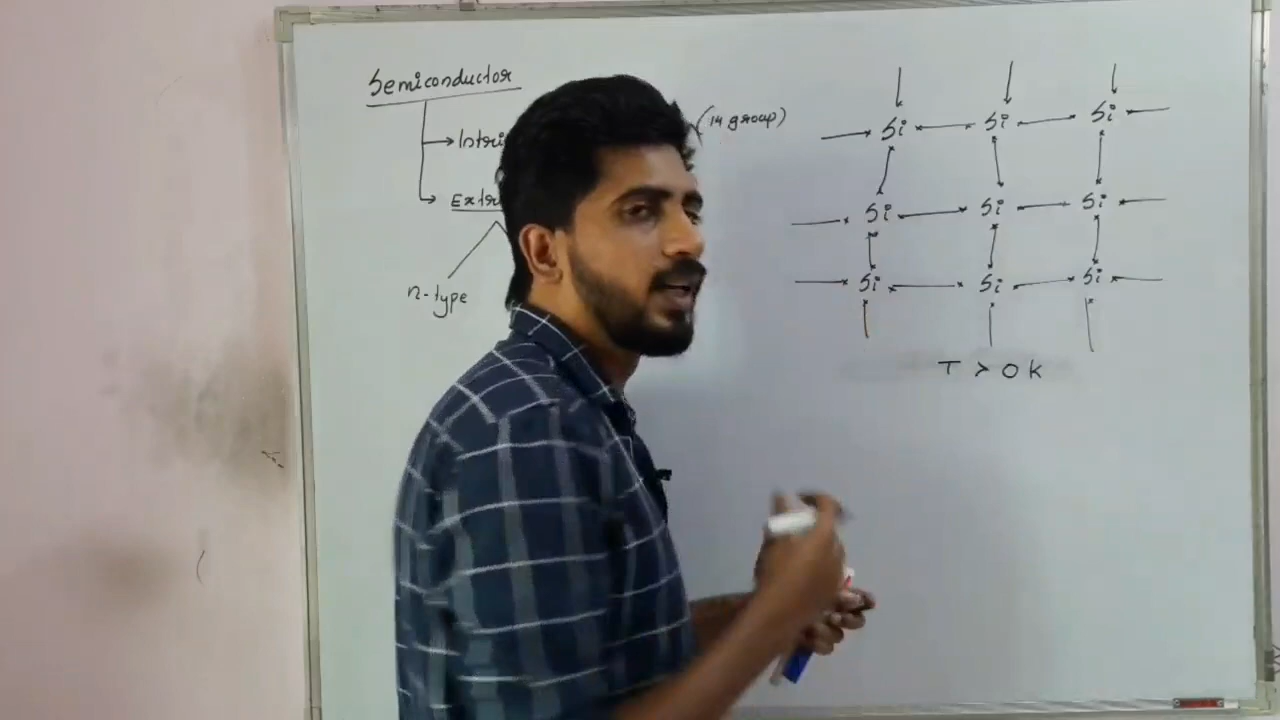 Semiconductor
(14 group)
n-type
Si Si Si
Si Si Si
Si Si Si
T > 0 K